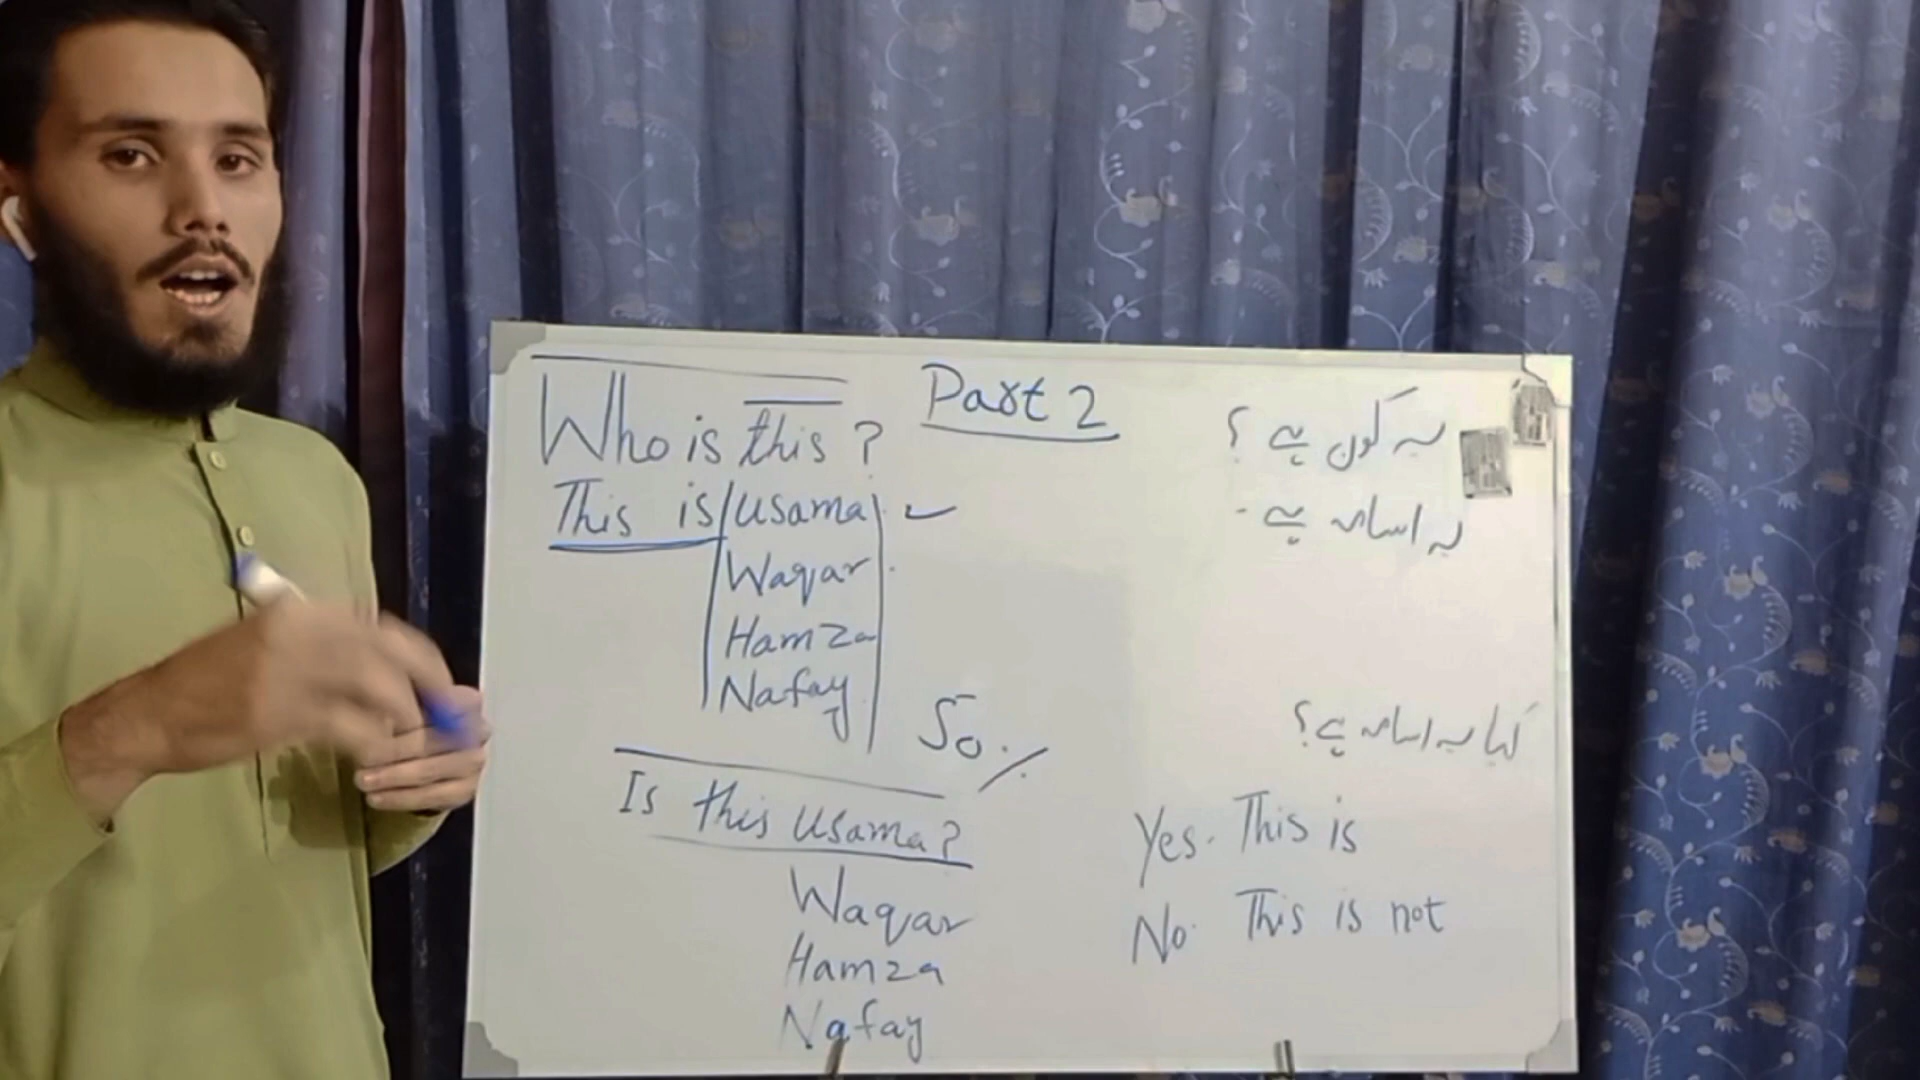 Who is this? Part 2 یہ کون ہے؟
This is Usama یہ اسامہ ہے۔
Waqar
Hamza
Nafay
50% کیا یہ اسامہ ہے؟
Is this Usama?
Yes. This is
Waqar
No. This is not
Hamza
Nafay